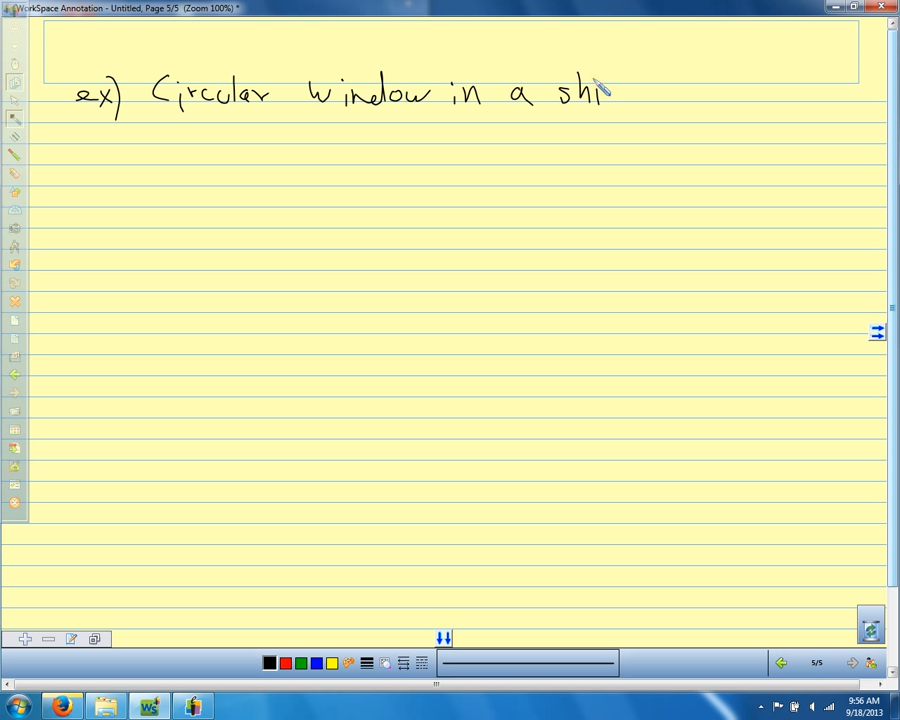 WorkSpace Annotation - Untitled, Page 5/5 (Zoom 100%) *
ex) Circular window in a shi
5/5
9:56 AM
9/18/2013